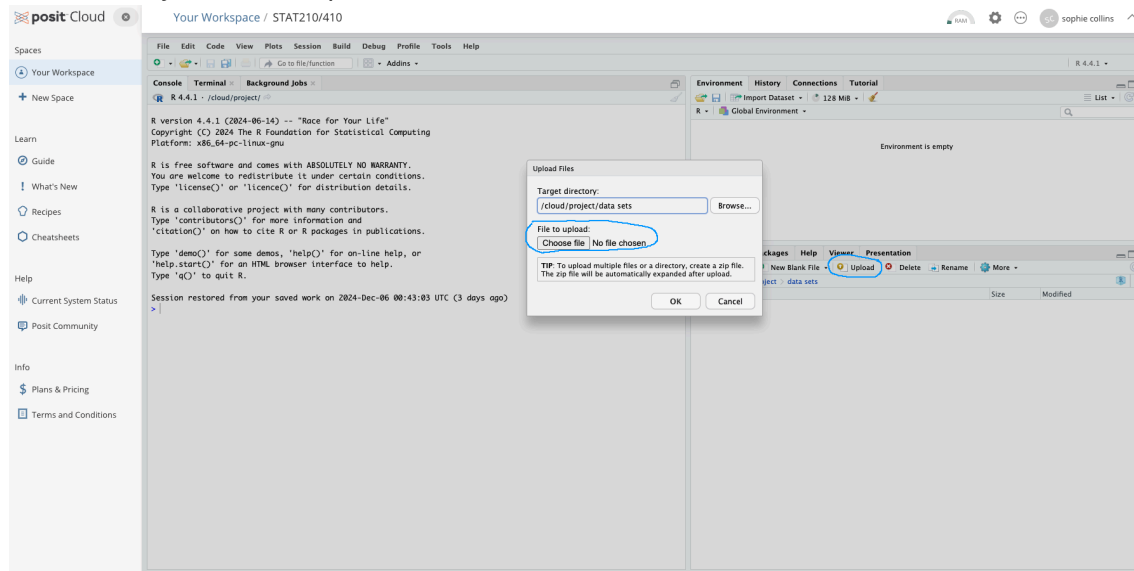 posit Cloud
Your Workspace / STAT210/410
RAM
SC
sophie collins
Spaces
Your Workspace
New Space
Learn
Guide
What's New
Recipes
Cheatsheets
Help
Current System Status
Posit Community
Info
Plans & Pricing
Terms and Conditions
File Edit Code View Plots Session Build Debug Profile Tools Help
Go to file/function
Addins
R 4.4.1
Console Terminal Background Jobs
R 4.4.1 · /cloud/project/
R version 4.4.1 (2024-06-14) -- "Race for Your Life"
Copyright (C) 2024 The R Foundation for Statistical Computing
Platform: x86_64-pc-linux-gnu
R is free software and comes with ABSOLUTELY NO WARRANTY.
You are welcome to redistribute it under certain conditions.
Type 'license()' or 'licence()' for distribution details.
R is a collaborative project with many contributors.
Type 'contributors()' for more information and
'citation()' on how to cite R or R packages in publications.
Type 'demo()' for some demos, 'help()' for on-line help, or
'help.start()' for an HTML browser interface to help.
Type 'q()' to quit R.
Session restored from your saved work on 2024-Dec-06 00:43:03 UTC (3 days ago)
>
Upload Files
Target directory:
/cloud/project/data sets
Browse...
File to upload:
Choose file No file chosen
TIP: To upload multiple files or a directory, create a zip file.
The zip file will be automatically expanded after upload.
OK Cancel
Environment History Connections Tutorial
Import Dataset 128 MiB List
R Global Environment
Environment is empty
ckages Help Viewer Presentation
New Blank File Upload Delete Rename More
ject data sets
Size Modified